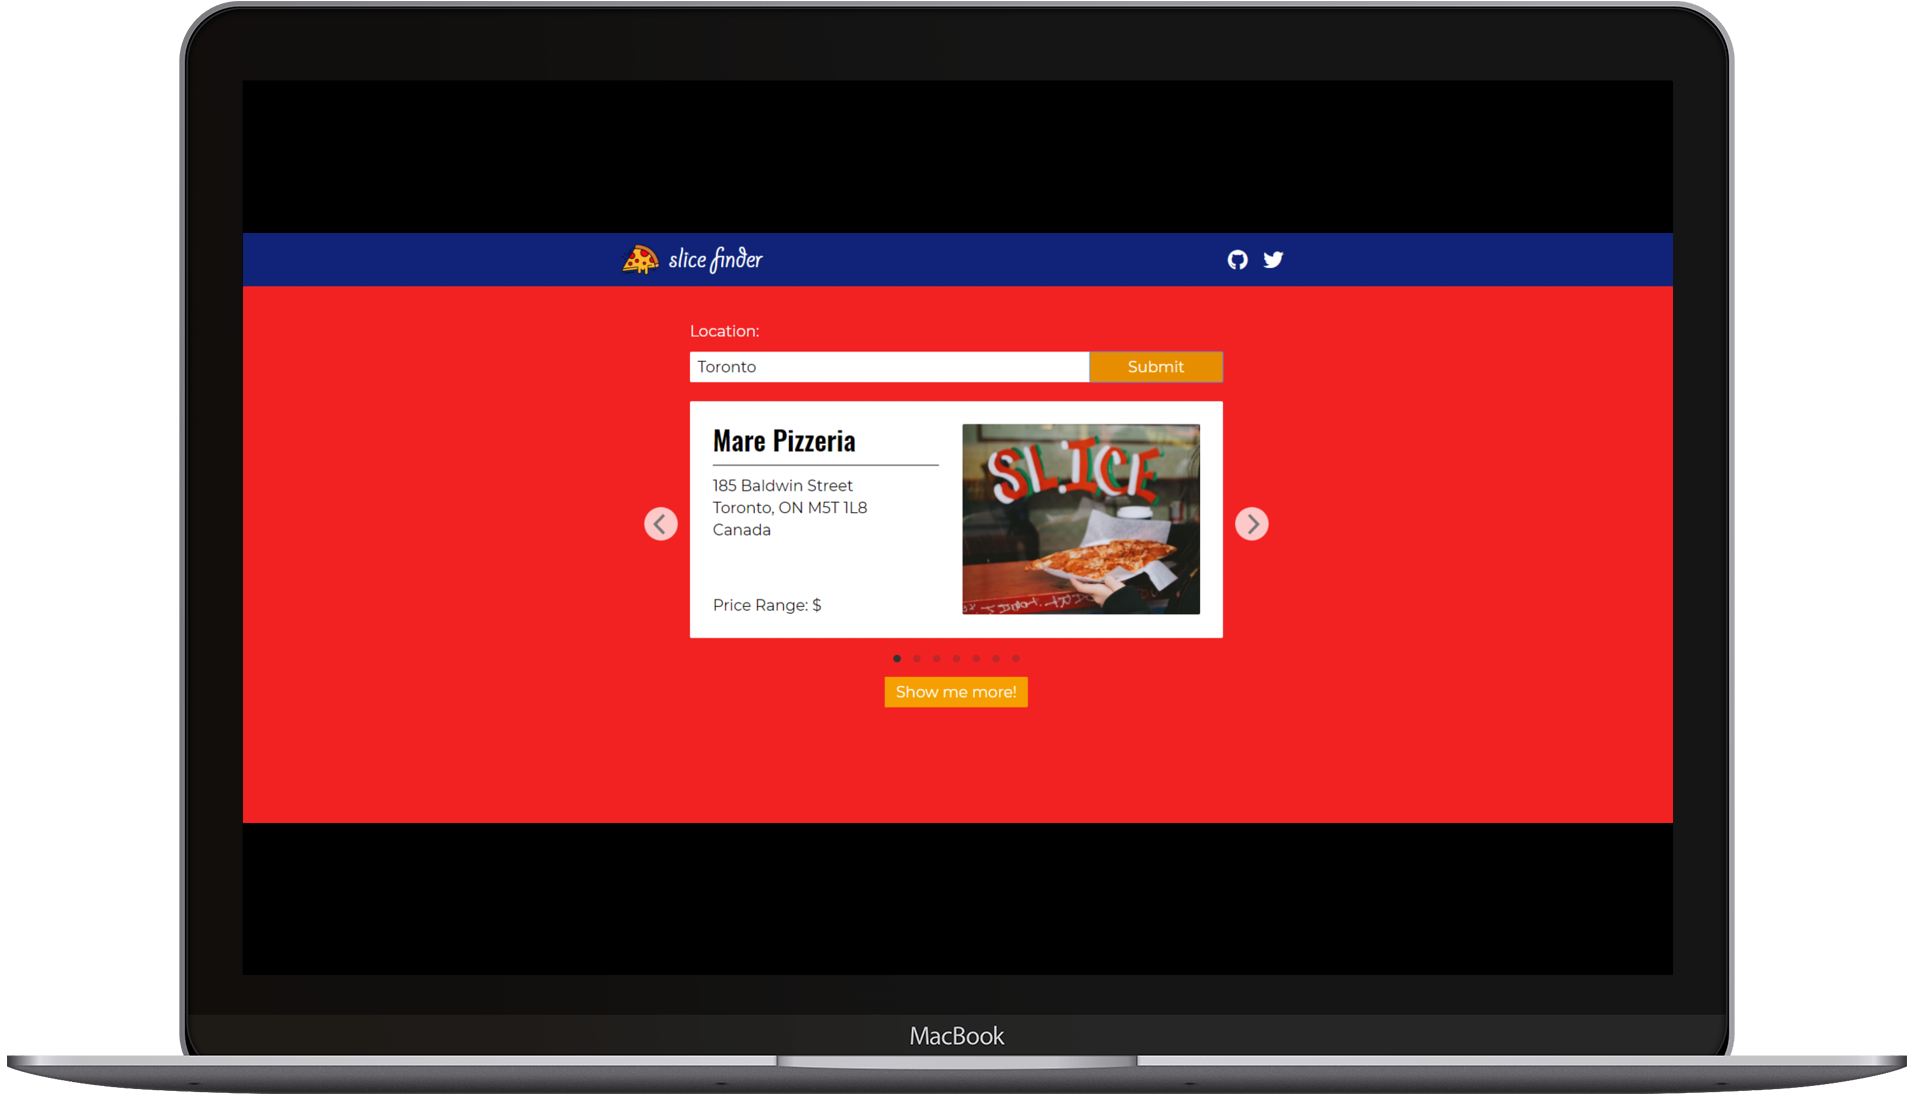 slice finder
Location:
Toronto
Submit
Mare Pizzeria
185 Baldwin Street
Toronto, ON M5T 1L8
Canada
Price Range: $
SLICE
Show me more!
MacBook